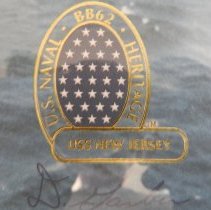 U.S. NAVAL · BB62 · HERITAGE
USS NEW JERSEY